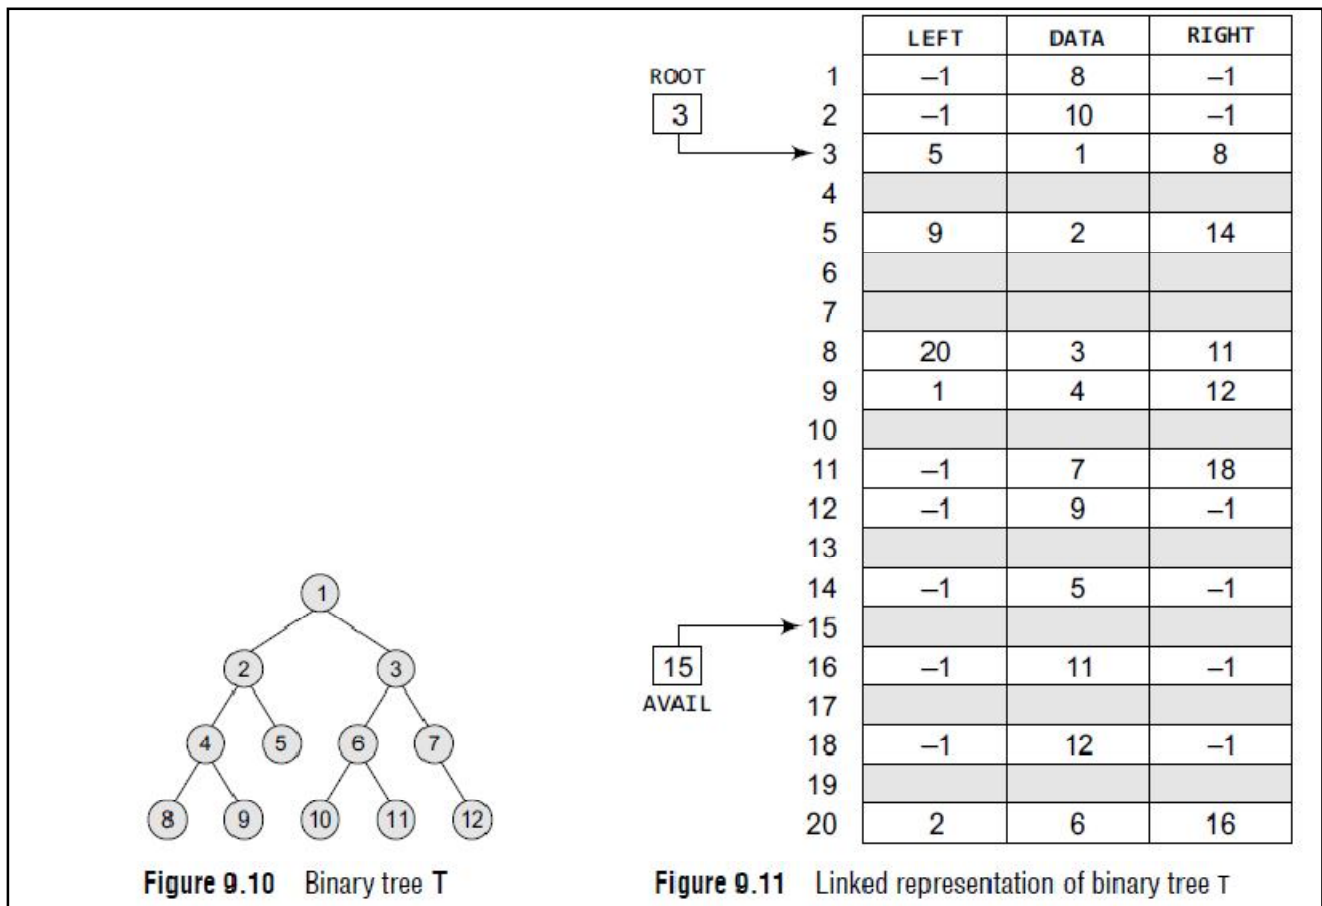 LEFT DATA RIGHT
ROOT
3
1 –1 8 –1
2 –1 10 –1
3 5 1 8
4
5 9 2 14
6
7
8 20 3 11
9 1 4 12
10
11 –1 7 18
12 –1 9 –1
13
14 –1 5 –1
15
16 –1 11 –1
17
18 –1 12 –1
19
20 2 6 16
15
AVAIL
1
2 3
4 5 6 7
8 9 10 11 12
Figure 9.10 Binary tree T
Figure 9.11 Linked representation of binary tree T